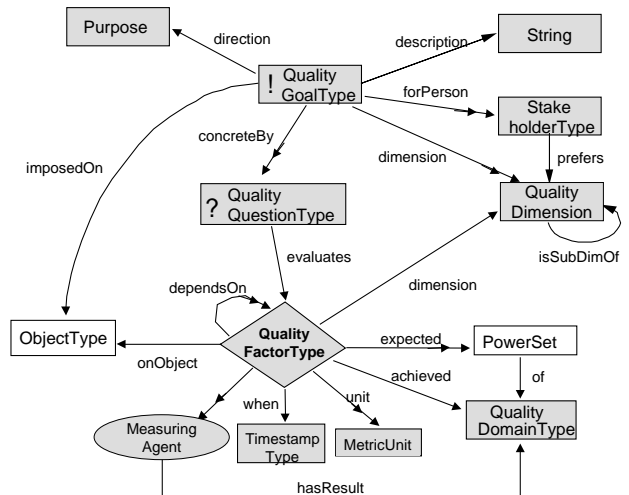 Purpose
direction
description
String
! Quality
GoalType
forPerson
Stake
holderType
concreteBy
imposedOn
dimension
prefers
? Quality
QuestionType
Quality
Dimension
evaluates
isSubDimOf
dependsOn
dimension
ObjectType
onObject
Quality
FactorType
expected
PowerSet
achieved
of
when
unit
Measuring
Agent
Timestamp
Type
MetricUnit
Quality
DomainType
hasResult